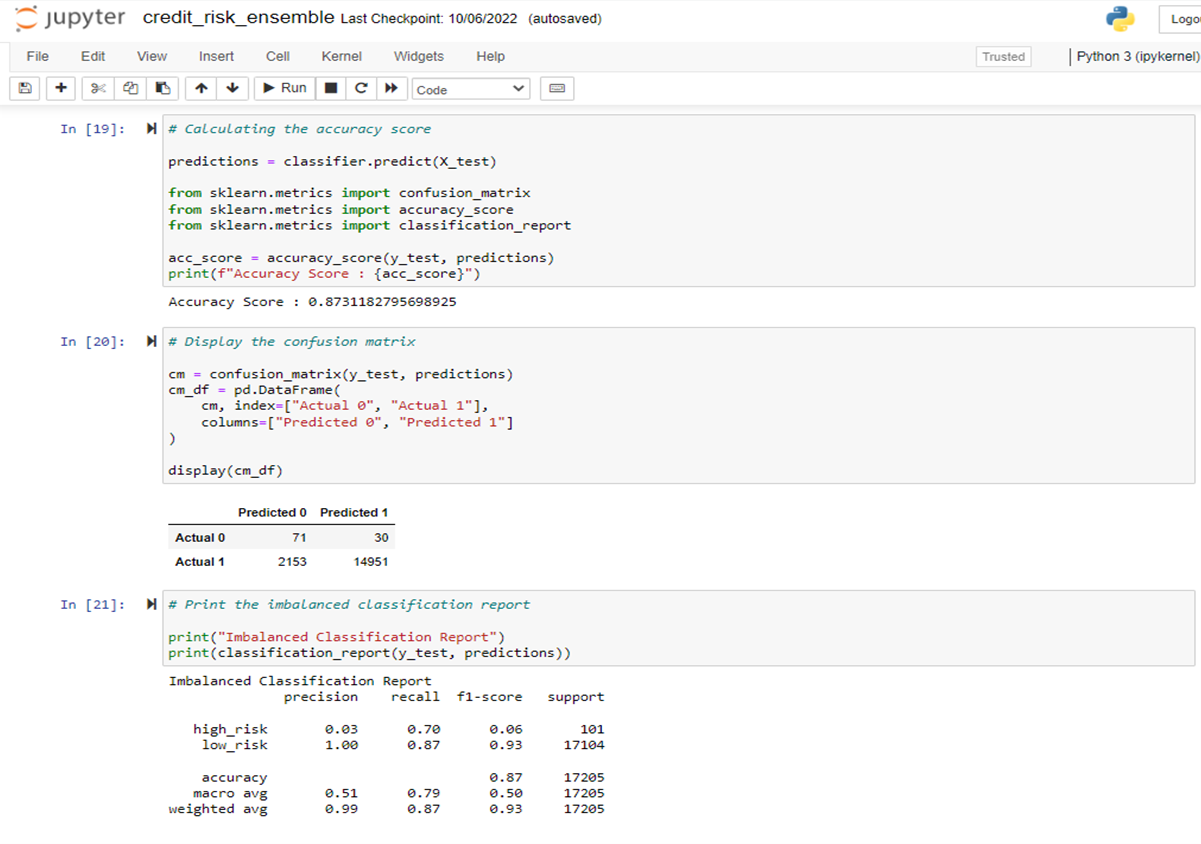 jupyter credit_risk_ensemble Last Checkpoint: 10/06/2022 (autosaved)
File Edit View Insert Cell Kernel Widgets Help Trusted Python 3 (ipykernel)
Run Code
In [19]: # Calculating the accuracy score
predictions = classifier.predict(X_test)
from sklearn.metrics import confusion_matrix
from sklearn.metrics import accuracy_score
from sklearn.metrics import classification_report
acc_score = accuracy_score(y_test, predictions)
print(f"Accuracy Score : {acc_score}")
Accuracy Score : 0.8731182795698925
In [20]: # Display the confusion matrix
cm = confusion_matrix(y_test, predictions)
cm_df = pd.DataFrame(
cm, index=["Actual 0", "Actual 1"],
columns=["Predicted 0", "Predicted 1"]
)
display(cm_df)
Predicted 0 Predicted 1
Actual 0 71 30
Actual 1 2153 14951
In [21]: # Print the imbalanced classification report
print("Imbalanced Classification Report")
print(classification_report(y_test, predictions))
Imbalanced Classification Report
precision recall f1-score support
high_risk 0.03 0.70 0.06 101
low_risk 1.00 0.87 0.93 17104
accuracy 0.87 17205
macro avg 0.51 0.79 0.50 17205
weighted avg 0.99 0.87 0.93 17205